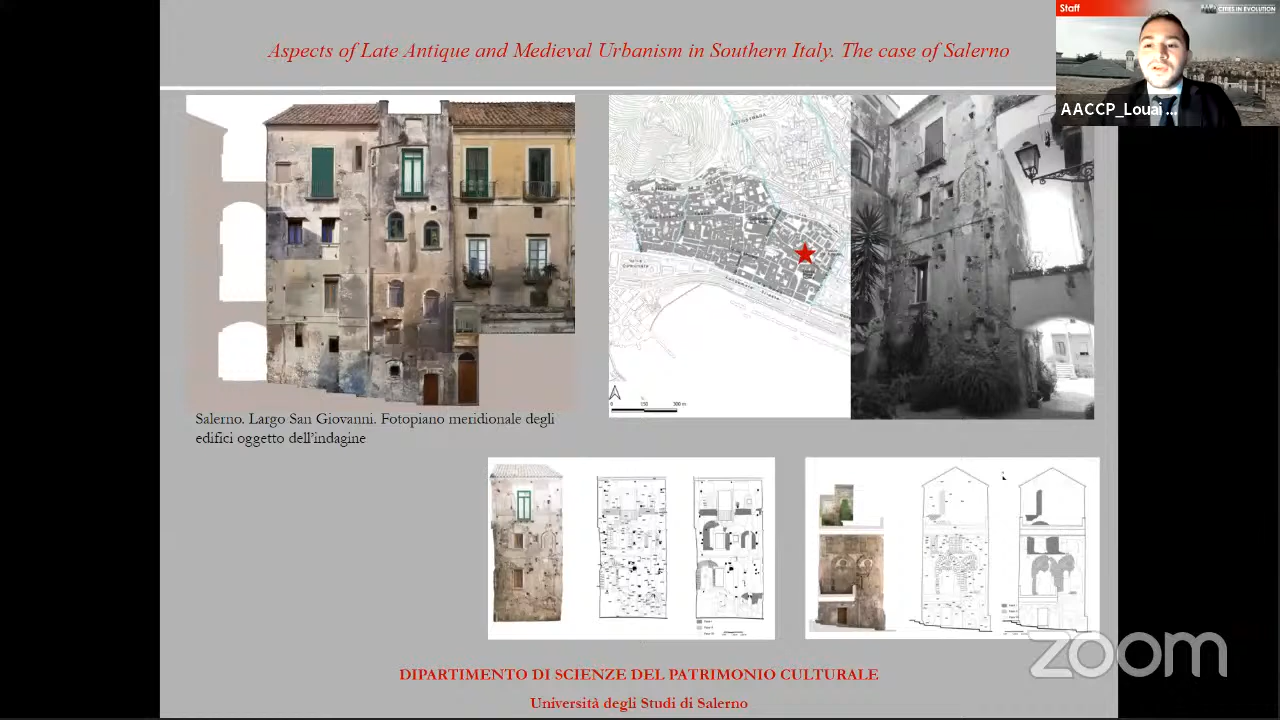 Aspects of Late Antique and Medieval Urbanism in Southern Italy. The case of Salerno
Staff
CITIES IN EVOLUTION
AACCP_Louai ...
Salerno. Largo San Giovanni. Fotopiano meridionale degli
edifici oggetto dell'indagine
DIPARTIMENTO DI SCIENZE DEL PATRIMONIO CULTURALE
Università degli Studi di Salerno
zoom